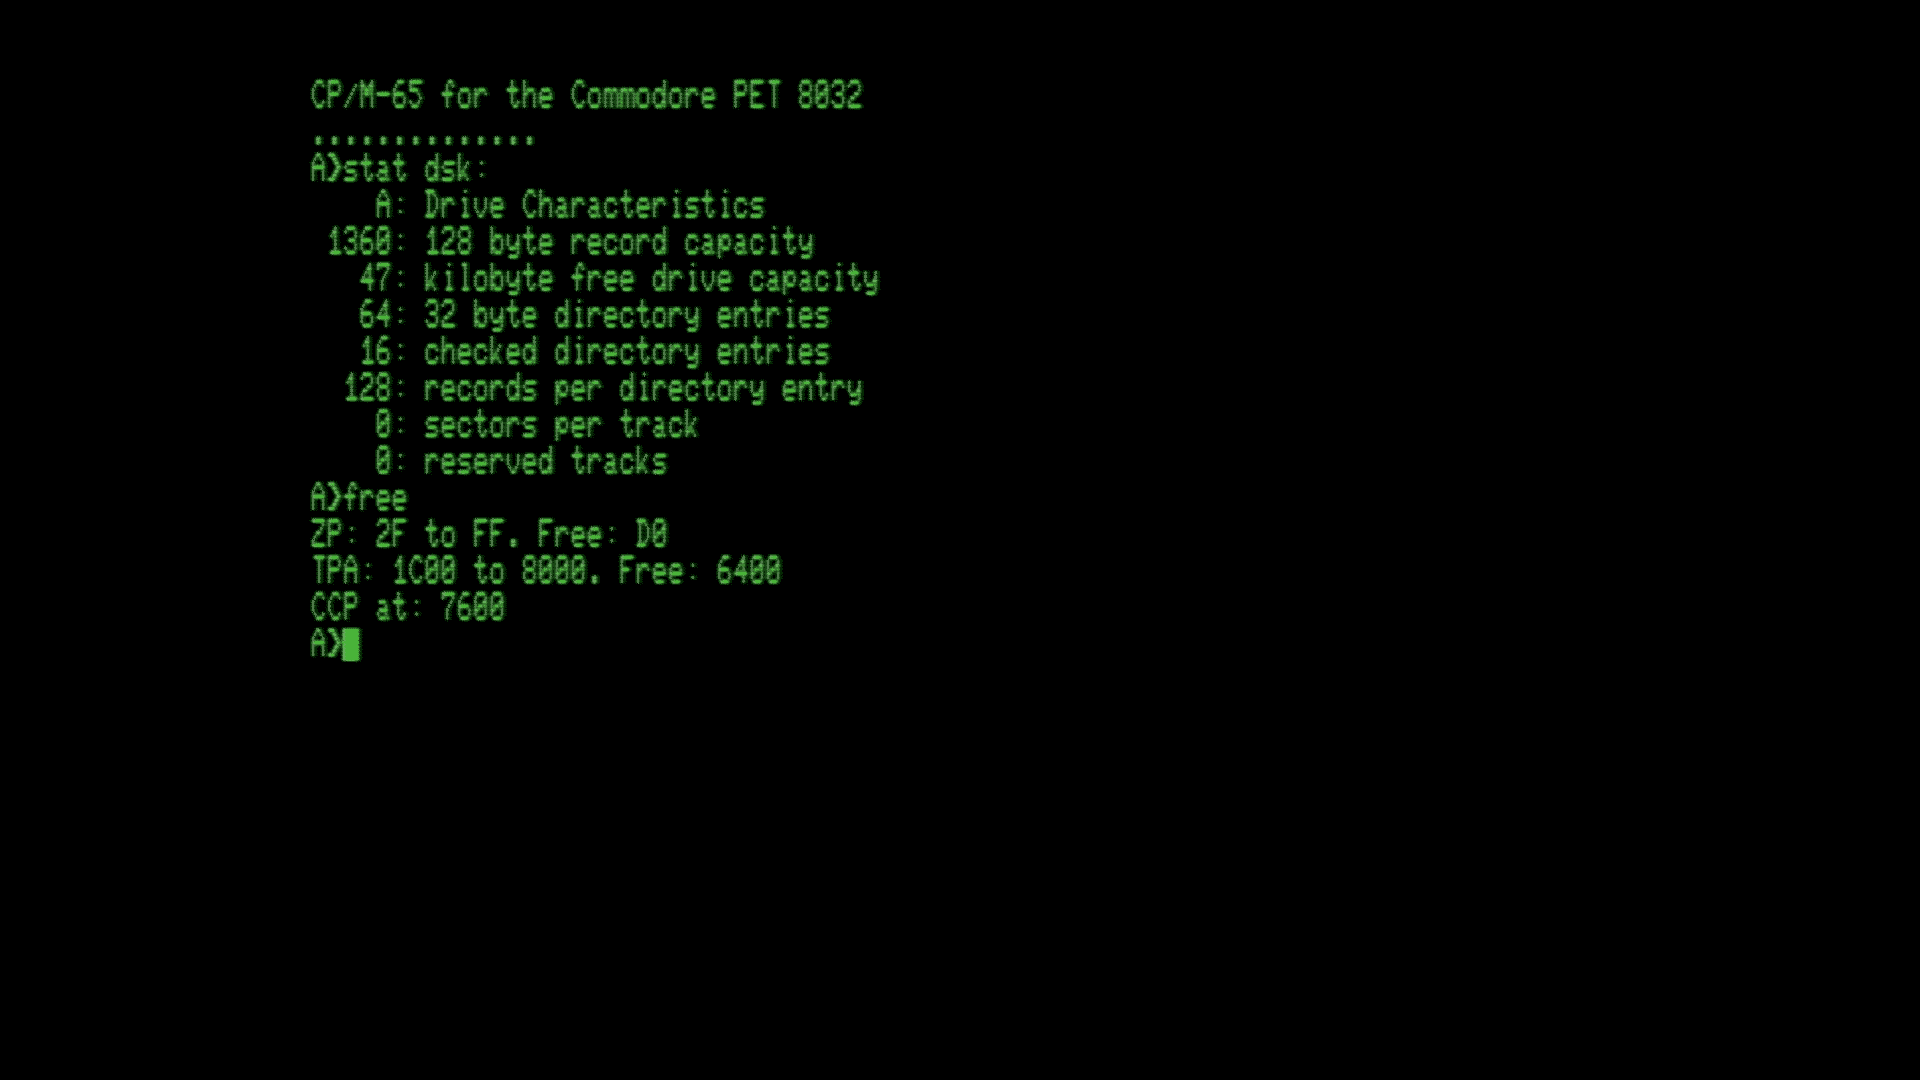 CP/M-65 for the Commodore PET 8032
..............
A>stat dsk:
A: Drive Characteristics
1360: 128 byte record capacity
47: kilobyte free drive capacity
64: 32 byte directory entries
16: checked directory entries
128: records per directory entry
0: sectors per track
0: reserved tracks
A>free
ZP: 2F to FF. Free: D0
TPA: 1C00 to 8000. Free: 6400
CCP at: 7600
A>